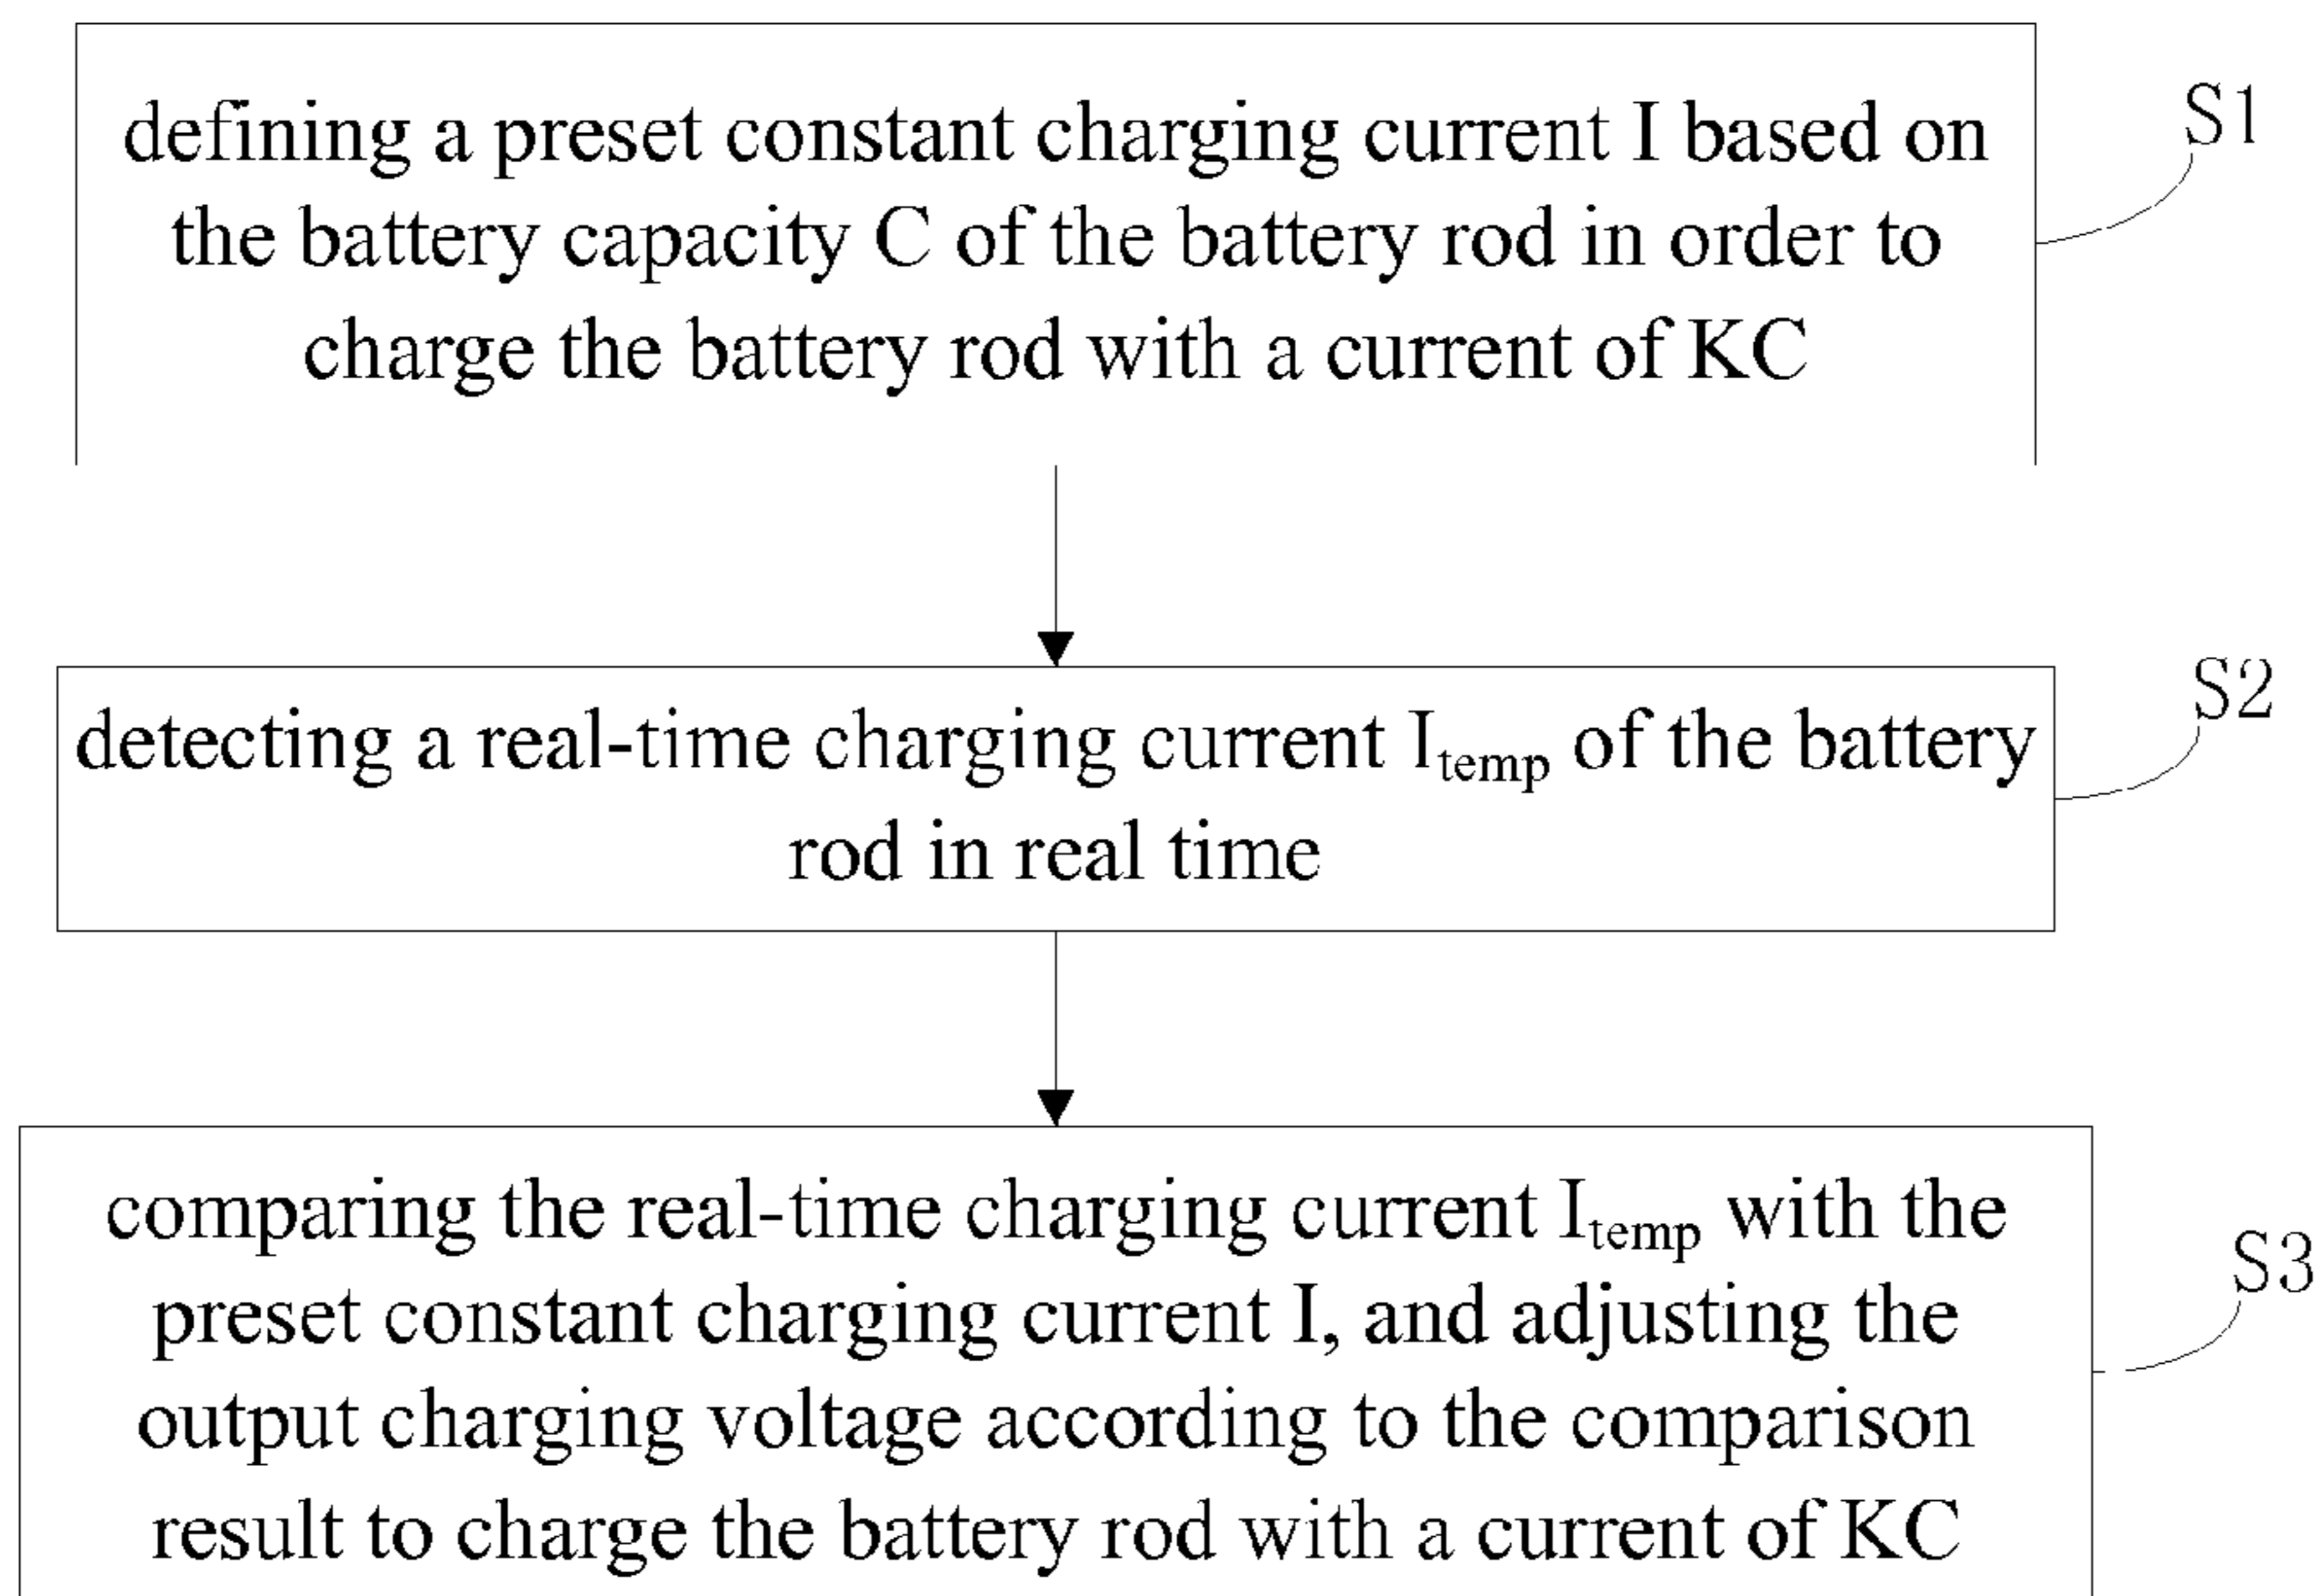 S1
defining a preset constant charging current I based on
the battery capacity C of the battery rod in order to
charge the battery rod with a current of KC
S2
detecting a real-time charging current Itemp of the battery
rod in real time
comparing the real-time charging current Itemp with the
S3
preset constant charging current I, and adjusting the
output charging voltage according to the comparison
result to charge the battery rod with a current of KC